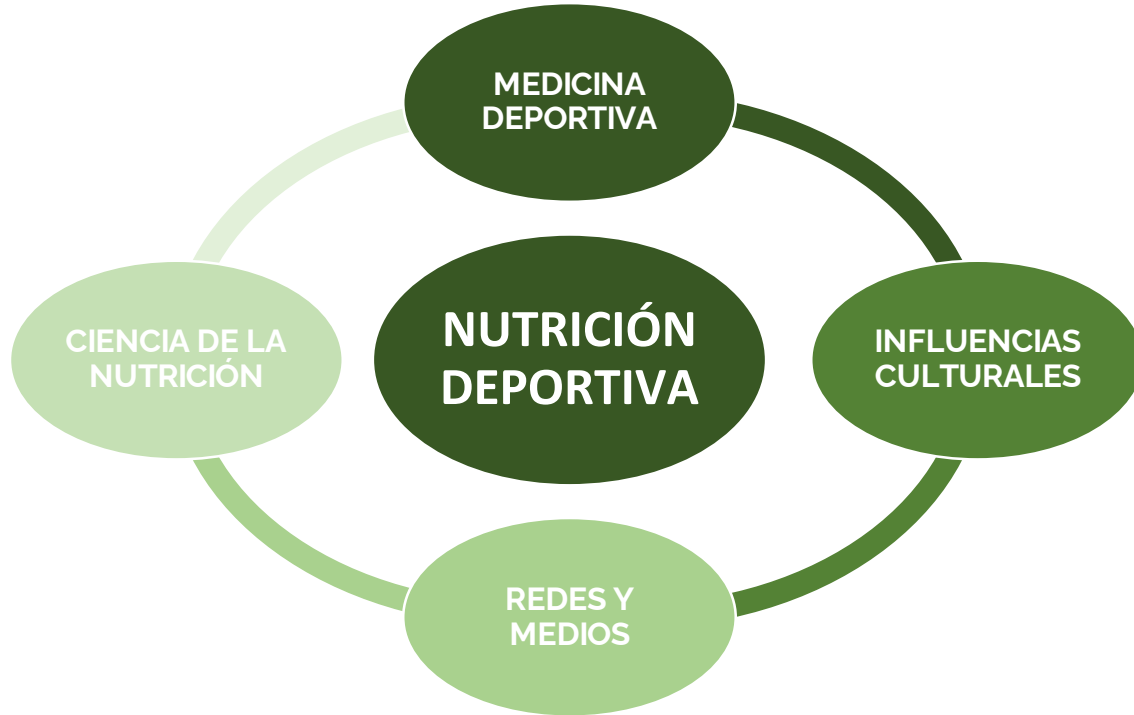 MEDICINA
DEPORTIVA
CIENCIA DE LA
NUTRICIÓN
NUTRICIÓN
DEPORTIVA
INFLUENCIAS
CULTURALES
REDES Y
MEDIOS